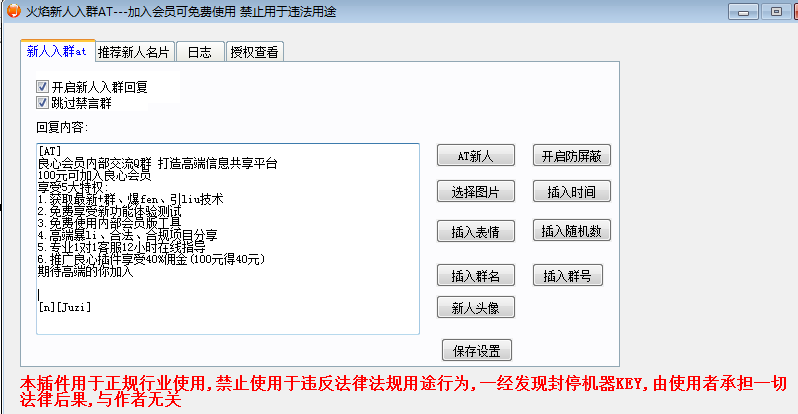 火焰新人入群AT---加入会员可免费使用 禁止用于违法用途
新人入群at 推荐新人名片 日志 授权查看
开启新人入群回复
跳过禁言群
回复内容:
[AT]
良心会员内部交流Q群 打造高端信息共享平台
100元可加入良心会员
享受5大特权:
1.获取最新+群、爆fen、引liu技术
2.免费享受新功能体验测试
3.免费使用内部会员版工具
4.高端暴li、合法、合规项目分享
5.专业1对1客服12小时在线指导
6.推广良心插件享受40%佣金(100元得40元)
期待高端的你加入
[n][Juzi]
AT新人 开启防屏蔽
选择图片 插入时间
插入表情 插入随机数
插入群名 插入群号
新人头像
保存设置
本插件用于正规行业使用,禁止使用于违反法律法规用途行为,一经发现封停机器KEY,由使用者承担一切
法律后果,与作者无关